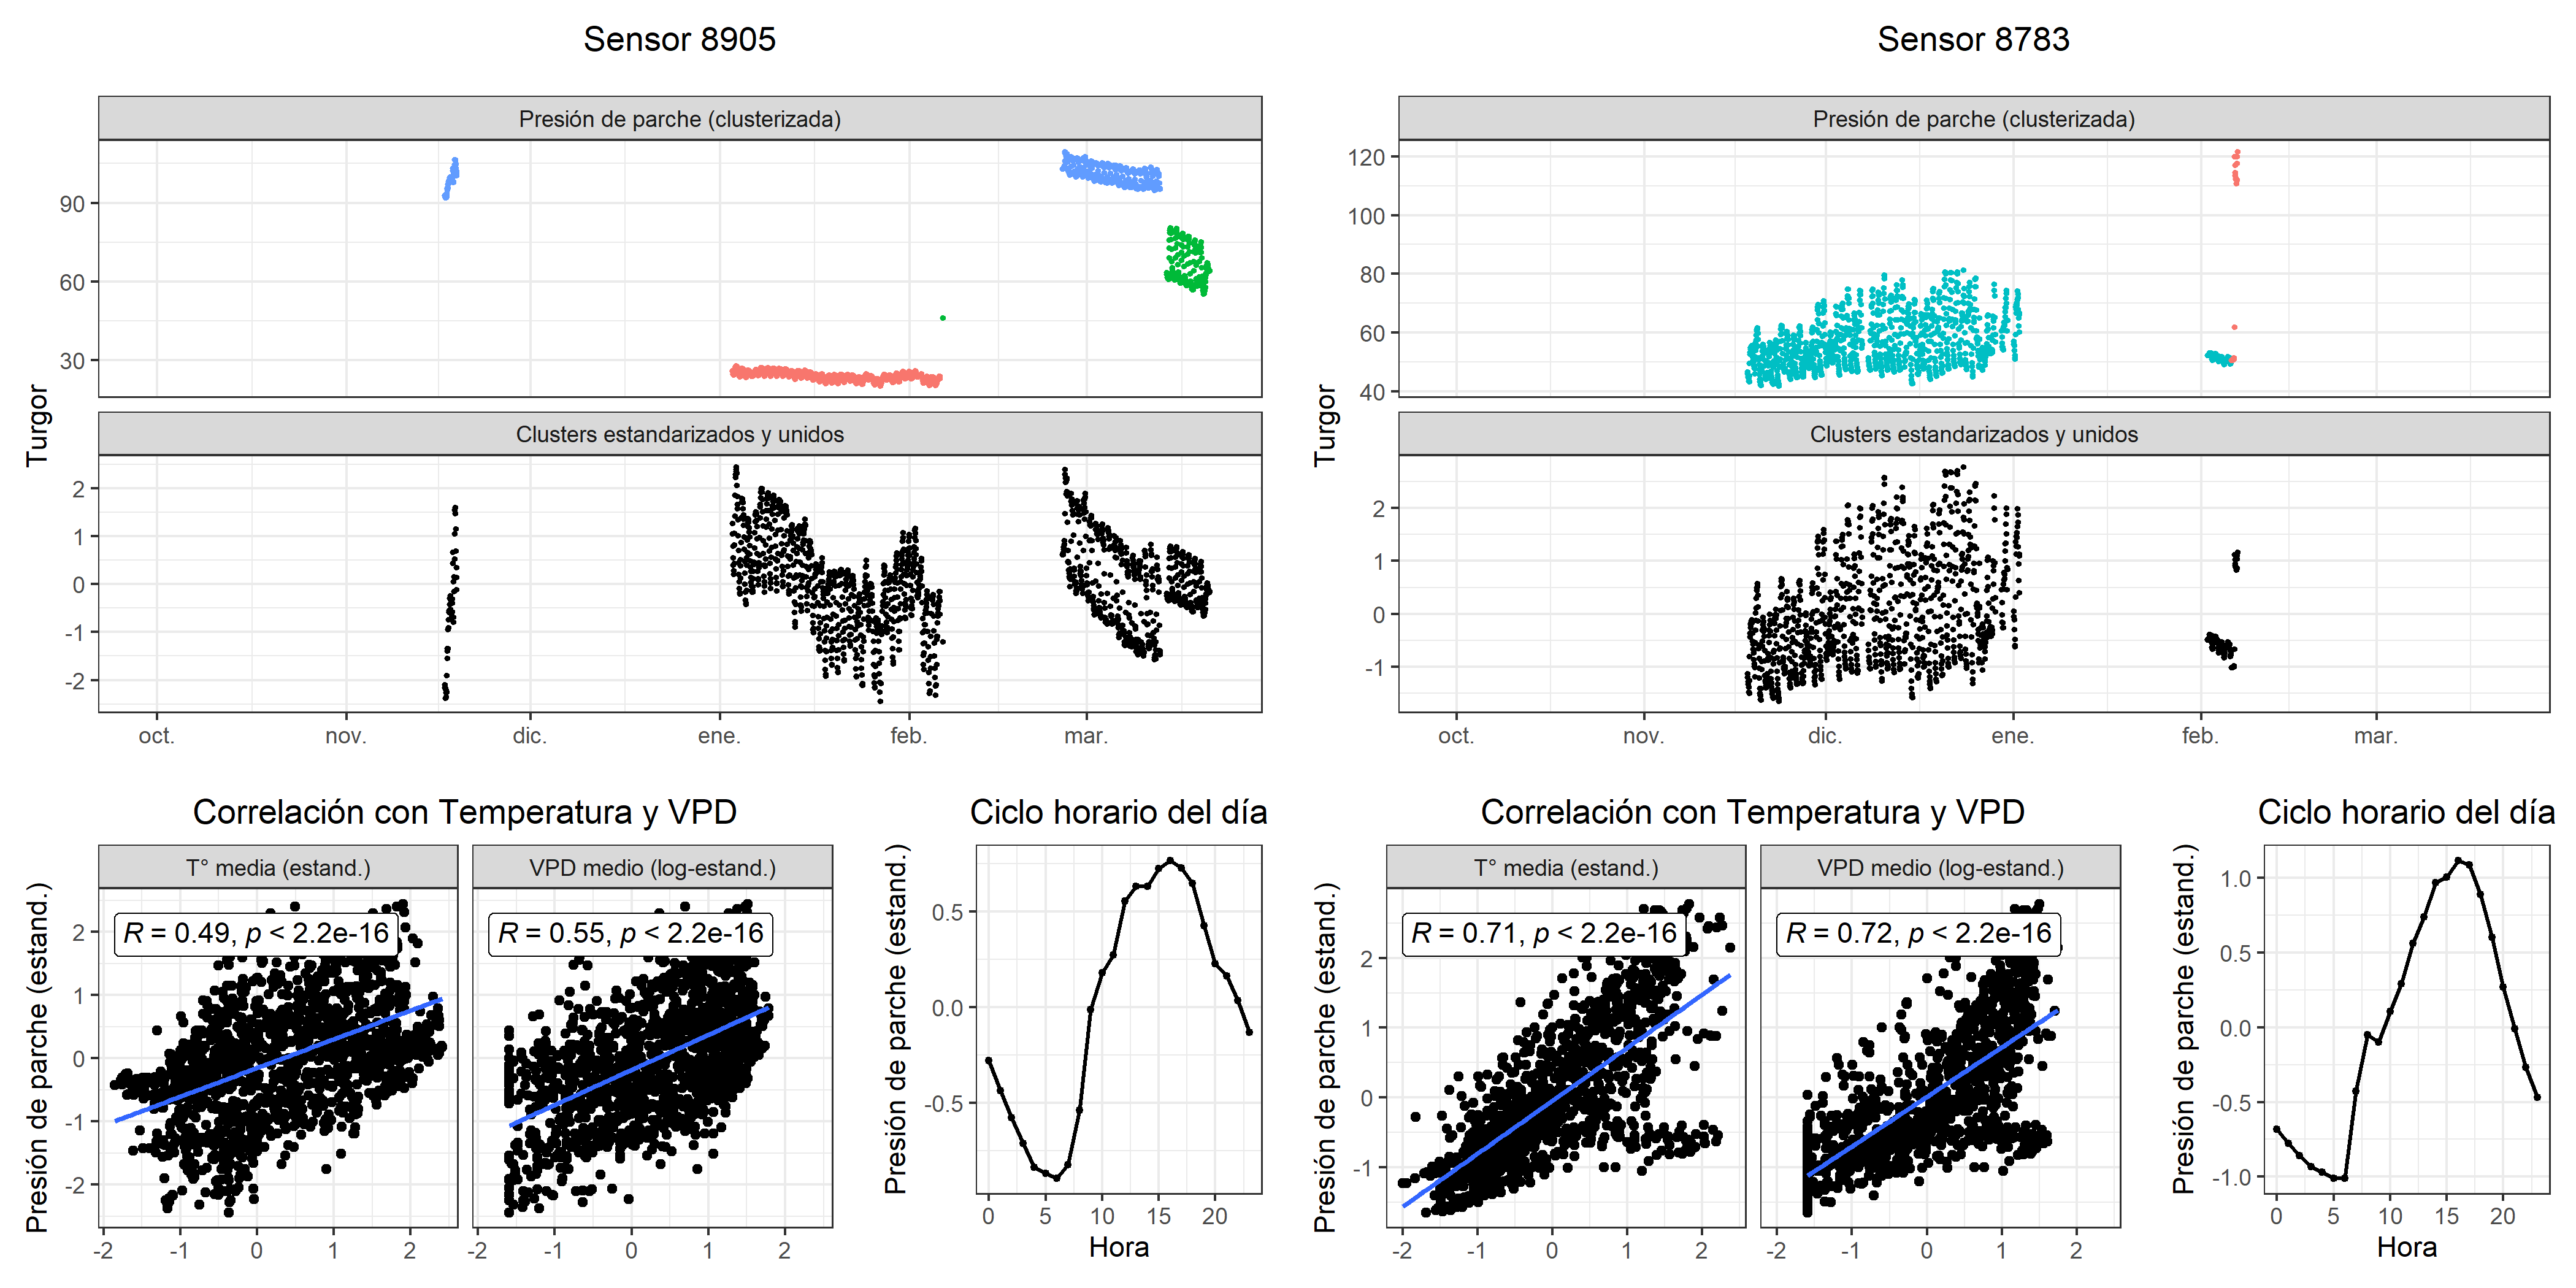 Sensor 8905
Presión de parche (clusterizada)
90
60
30
Turgor
Clusters estandarizados y unidos
2
1
0
-1
-2
oct. nov. dic. ene. feb. mar.
Correlación con Temperatura y VPD
T° media (estand.)
VPD medio (log-estand.)
Presión de parche (estand.)
R = 0.49, p < 2.2e-16
R = 0.55, p < 2.2e-16
2
1
0
-1
-2
-2 -1 0 1 2
-2 -1 0 1 2
Ciclo horario del día
Presión de parche (estand.)
0.5
0.0
-0.5
0 5 10 15 20
Hora
Sensor 8783
Presión de parche (clusterizada)
120
100
80
60
40
Turgor
Clusters estandarizados y unidos
2
1
0
-1
oct. nov. dic. ene. feb. mar.
Correlación con Temperatura y VPD
T° media (estand.)
VPD medio (log-estand.)
Presión de parche (estand.)
R = 0.71, p < 2.2e-16
R = 0.72, p < 2.2e-16
2
1
0
-1
-2 -1 0 1 2
-2 -1 0 1 2
Ciclo horario del día
Presión de parche (estand.)
1.0
0.5
0.0
-0.5
-1.0
0 5 10 15 20
Hora